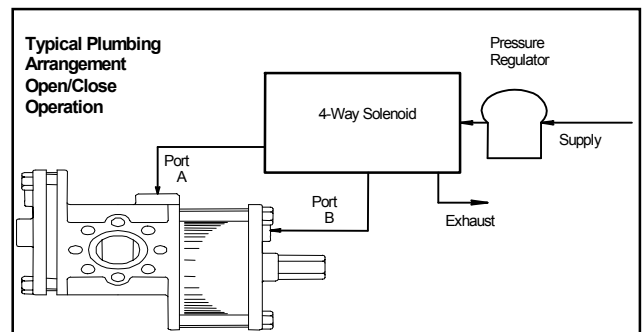 Typical Plumbing
Arrangement
Open/Close
Operation
Pressure
Regulator
4-Way Solenoid
Supply
Port
A
Port
B
Exhaust